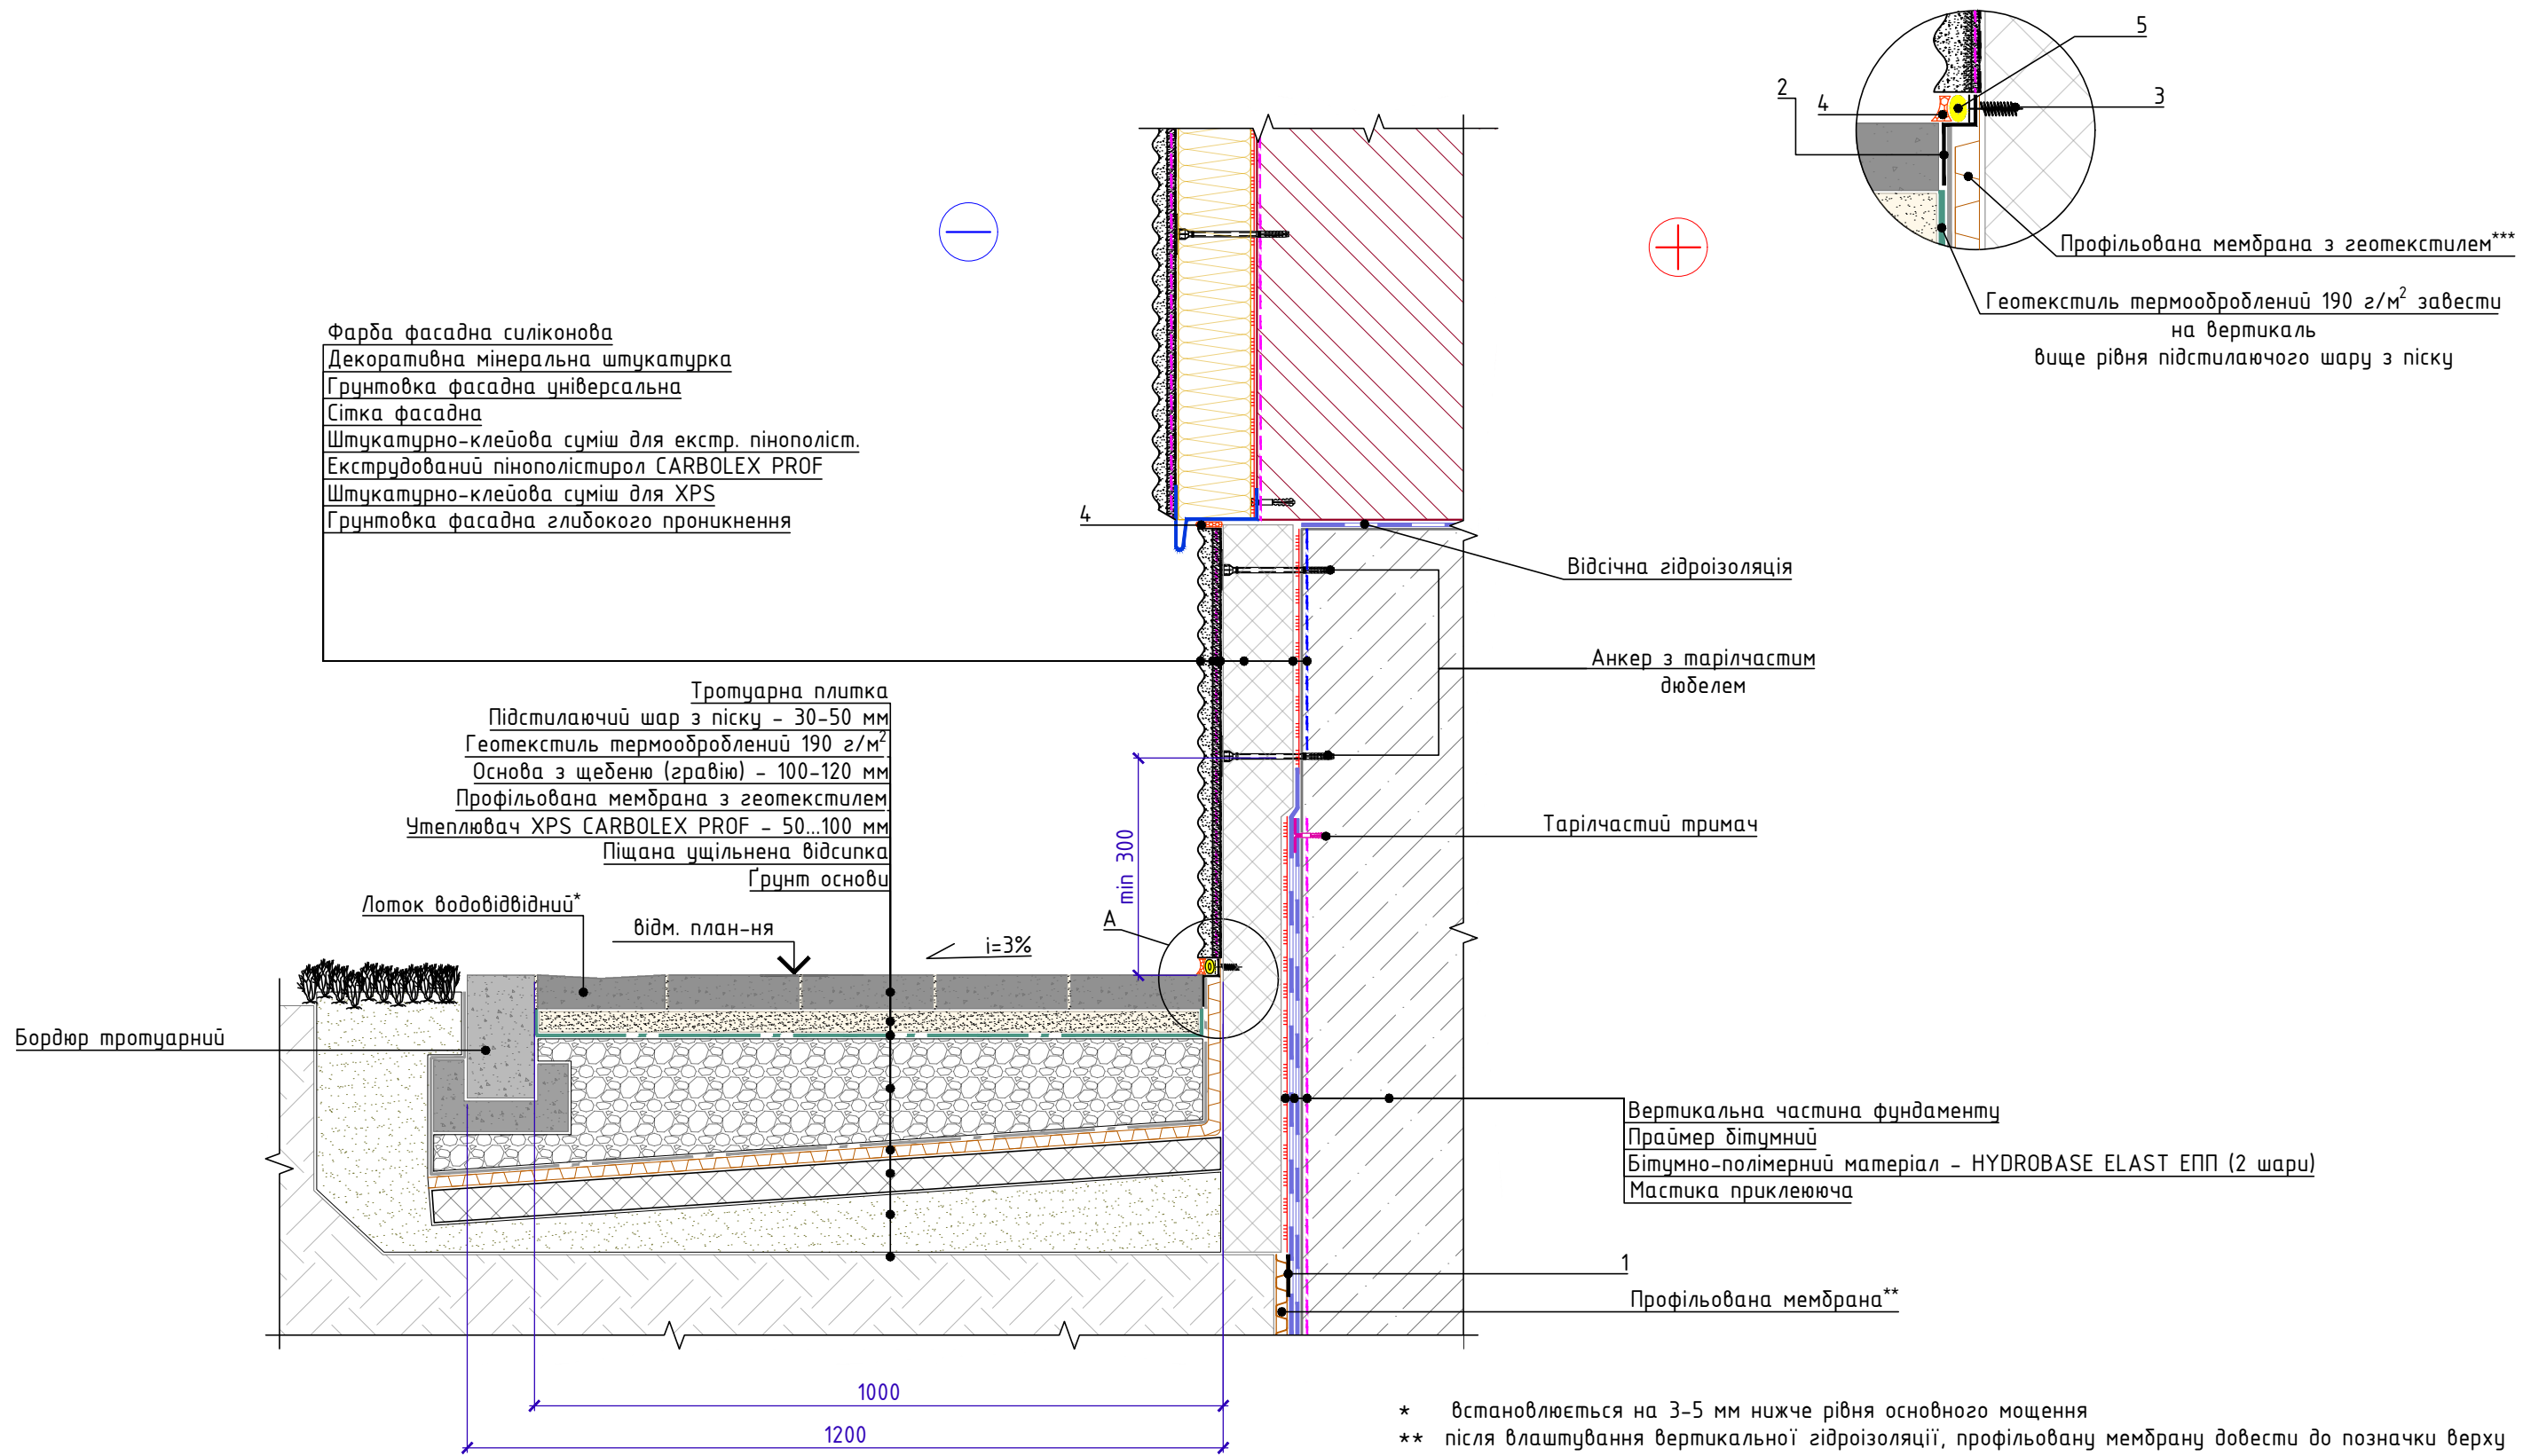 5
2
4
3
Профільована мембрана з геотекстилем***
Геотекстиль термооброблений 190 г/м² завести
на вертикаль
вище рівня підстилаючого шару з піску
Фарба фасадна силіконова
Декоративна мінеральна штукатурка
Грунтовка фасадна універсальна
Сітка фасадна
Штукатурно-клейова суміш для екстр. пінополіст.
Екструдований пінополістирол CARBOLEX PROF
Штукатурно-клейова суміш для XPS
Грунтовка фасадна глибокого проникнення
4
Відсічна гідроізоляція
Анкер з тарілчастим
дюбелем
Тротуарна плитка
Підстилаючий шар з піску - 30-50 мм
Геотекстиль термооброблений 190 г/м²
Основа з щебеню (гравію) - 100-120 мм
Профільована мембрана з геотекстилем
Утеплювач XPS CARBOLEX PROF - 50...100 мм
Піщана ущільнена відсипка
Ґрунт основи
min 300
Тарілчастий тримач
Лоток водовідвідний*
відм. план-ня
i=3%
А
Бордюр тротуарний
Вертикальна частина фундаменту
Праймер бітумний
Бітумно-полімерний матеріал - HYDROBASE ELAST ЕПП (2 шари)
Мастика приклеююча
1
Профільована мембрана**
1000
1200
* встановлюється на 3-5 мм нижче рівня основного мощення
** після влаштування вертикальної гідроізоляції, профільовану мембрану довести до позначки верху